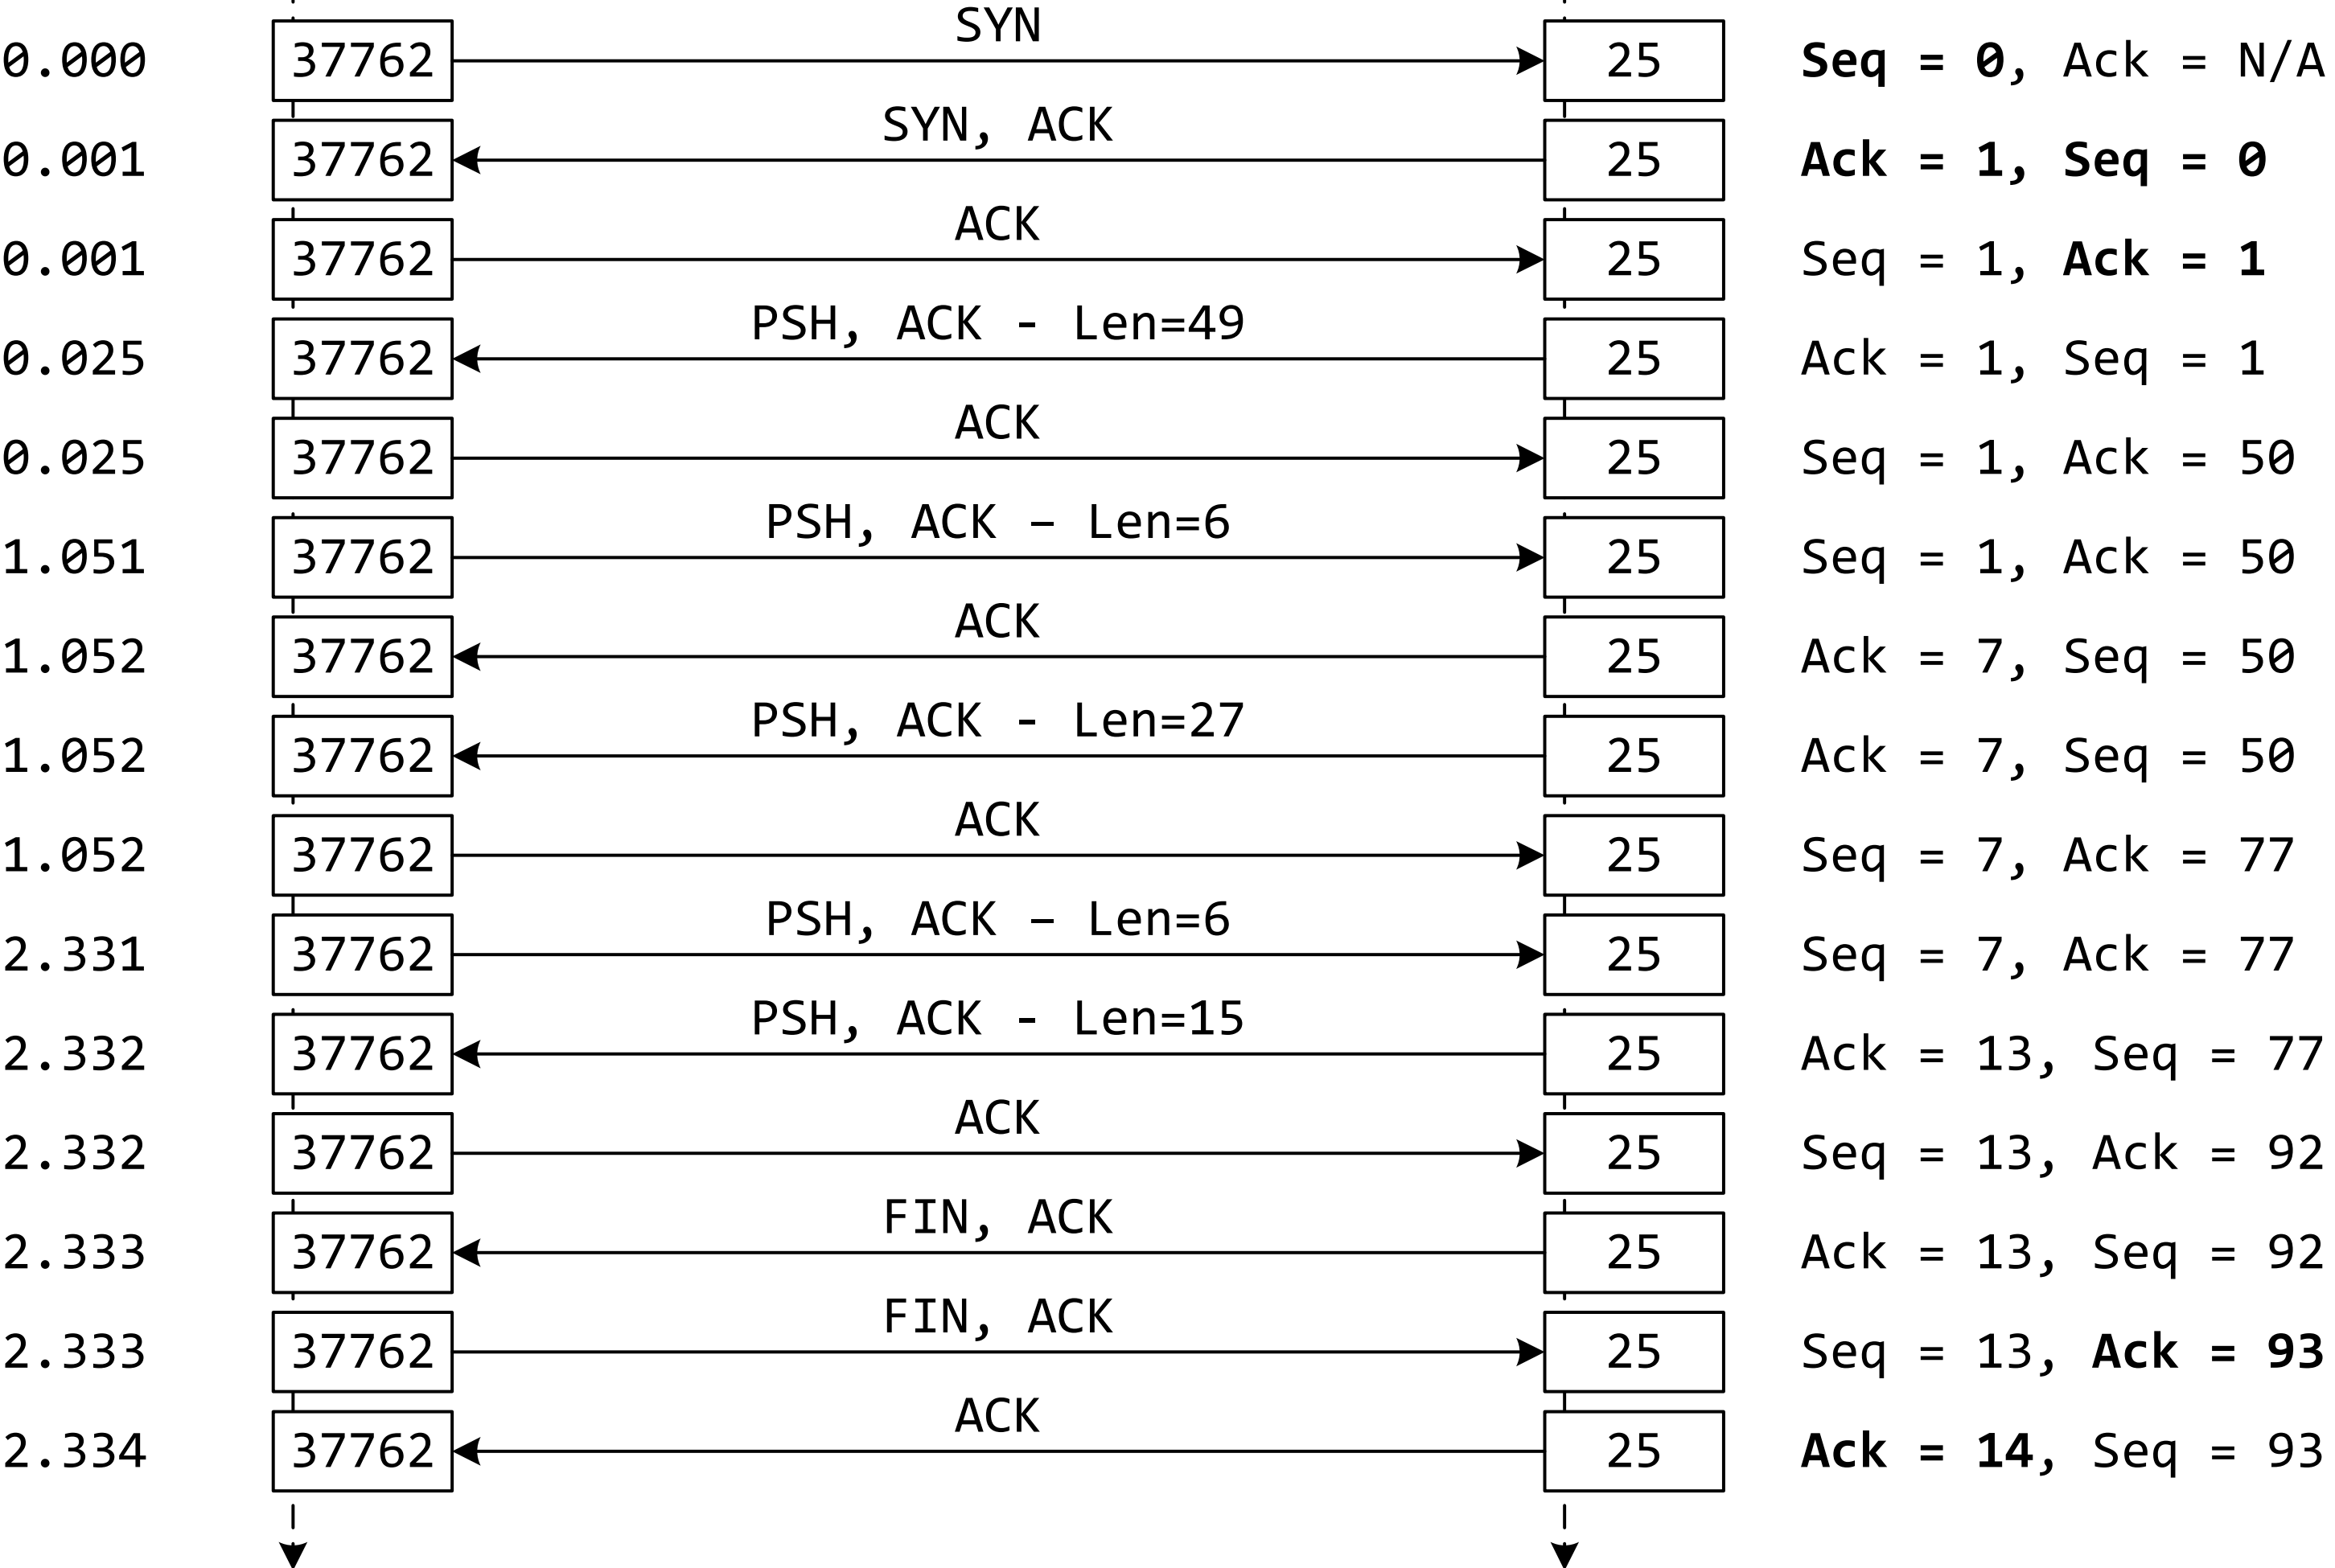 SYN
0.000 37762 25 Seq = 0, Ack = N/A
SYN, ACK
0.001 37762 25 Ack = 1, Seq = 0
ACK
0.001 37762 25 Seq = 1, Ack = 1
PSH, ACK - Len=49
0.025 37762 25 Ack = 1, Seq = 1
ACK
0.025 37762 25 Seq = 1, Ack = 50
PSH, ACK – Len=6
1.051 37762 25 Seq = 1, Ack = 50
ACK
1.052 37762 25 Ack = 7, Seq = 50
PSH, ACK - Len=27
1.052 37762 25 Ack = 7, Seq = 50
ACK
1.052 37762 25 Seq = 7, Ack = 77
PSH, ACK – Len=6
2.331 37762 25 Seq = 7, Ack = 77
PSH, ACK - Len=15
2.332 37762 25 Ack = 13, Seq = 77
ACK
2.332 37762 25 Seq = 13, Ack = 92
FIN, ACK
2.333 37762 25 Ack = 13, Seq = 92
FIN, ACK
2.333 37762 25 Seq = 13, Ack = 93
ACK
2.334 37762 25 Ack = 14, Seq = 93